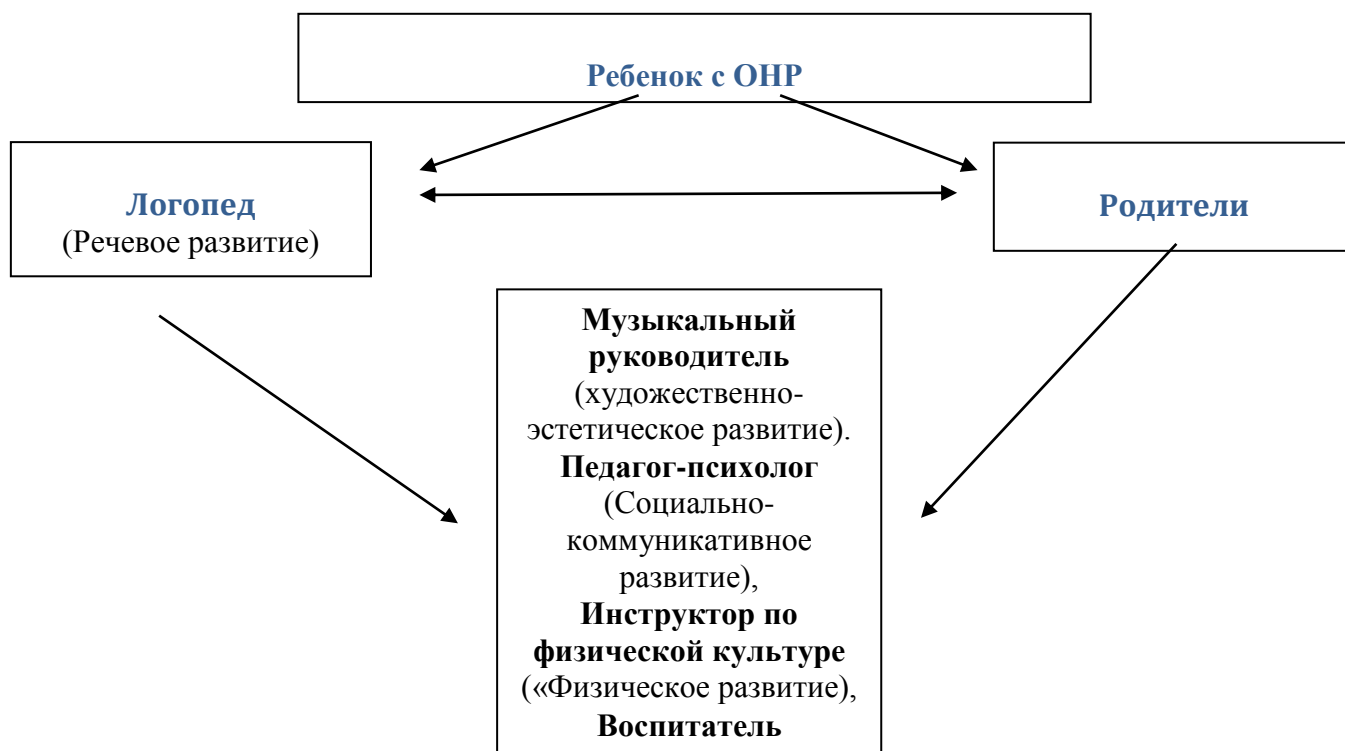 Ребенок с ОНР
Логопед
(Речевое развитие)
Родители
Музыкальный
руководитель
(художественно-
эстетическое развитие).
Педагог-психолог
(Социально-
коммуникативное
развитие),
Инструктор по
физической культуре
(«Физическое развитие),
Воспитатель